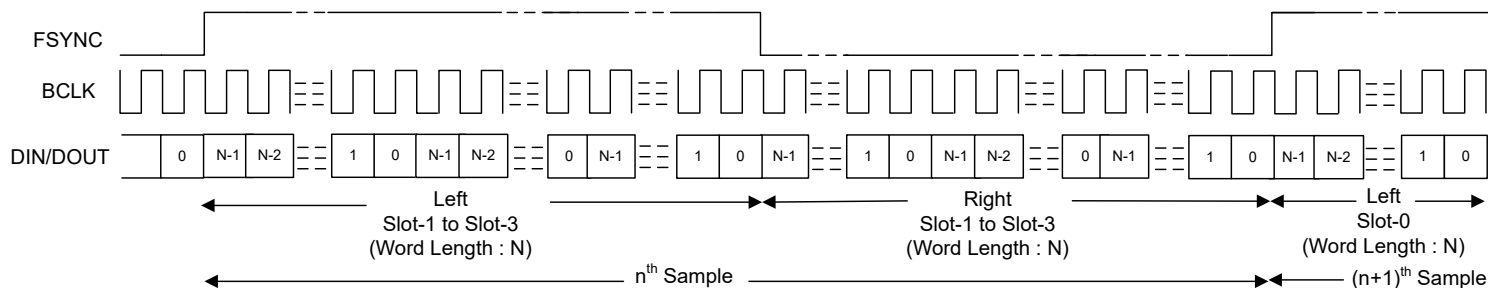 FSYNC
BCLK
DIN/DOUT
0 N-1 N-2 1 0 N-1 N-2 0 N-1 1 0 N-1 1 0 N-1 N-2 0 N-1 1 0 N-1 N-2 1 0
Left
Slot-1 to Slot-3
(Word Length : N)
Right
Slot-1 to Slot-3
(Word Length : N)
Left
Slot-0
(Word Length : N)
nth Sample
(n+1)th Sample